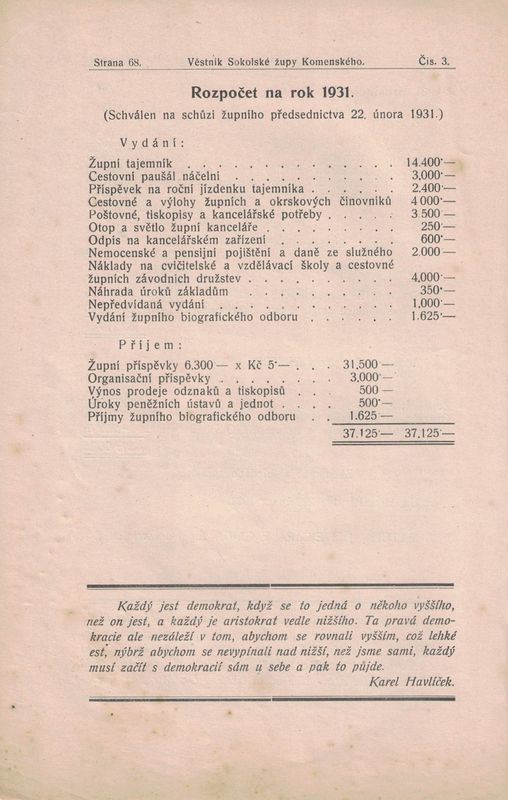 Strana 68. Věstník Sokolské župy Komenského. Čis. 3.
Rozpočet na rok 1931.
(Schválen na schůzi župního předsednictva 22. února 1931.)
Vydání:
Župní tajemník . . . . . . . . . . . . . . 14.400·—
Cestovní paušál náčelní . . . . . . . . . . . 3,000·—
Příspěvek na roční jízdenku tajemníka . . . . . . 2.400·—
Cestovné a výlohy župních a okrskových činovníků 4 000·—
Poštovné, tiskopisy a kancelářské potřeby . . . . . 3 500 —
Otop a světlo župní kanceláře . . . . . . . . . 250·—
Odpis na kancelářském zařízení . . . . . . . . 600·—
Nemocenské a pensijní pojištění a daně ze služného 2.000 —
Náklady na cvičitelské a vzdělávací školy a cestovné
župních závodních družstev . . . . . . . . . . 4,000·—
Náhrada úroků základům . . . . . . . . . . 350·—
Nepředvídaná vydání . . . . . . . . . . . . 1,000·—
Vydání župního biografického odboru . . . . . . 1.625·—
Příjem:
Župní příspěvky 6.300 — x Kč 5·— . . . 31,500 —
Organisační příspěvky . . . . . . . . 3,000·—
Výnos prodeje odznaků a tiskopisů . . 500 —
Úroky peněžních ústavů a jednot . . . . 500·—
Příjmy župního biografického odboru . . 1.625 —
37.125·— 37,125·—
Každý jest demokrat, když se to jedná o někoho vyššího,
než on jest, a každý je aristokrat vedle nižšího. Ta pravá demo-
kracie ale nezáleží v tom, abychom se rovnali vyšším, což lehké
est, nýbrž abychom se nevypínali nad nižší, než jsme sami, každý
musí začít s demokracií sám u sebe a pak to půjde.
Karel Havlíček.